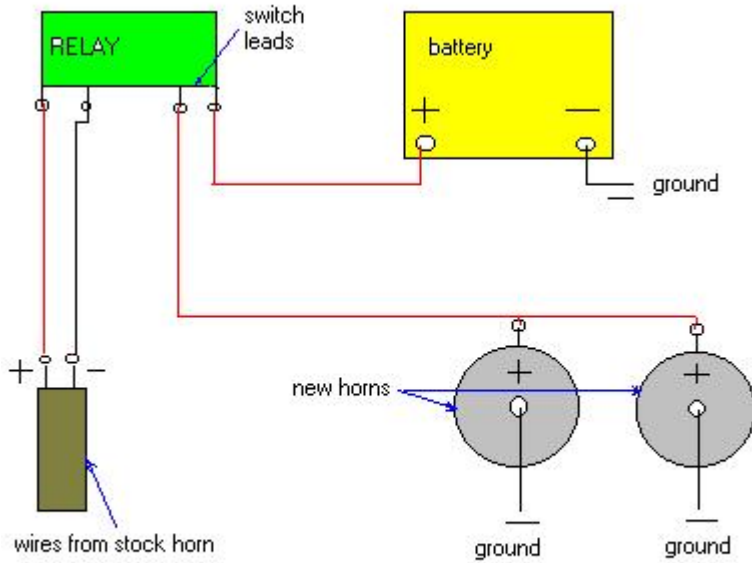 switch
leads
RELAY
battery
+ —
ground
+ -
+ +
new horns
wires from stock horn
ground
ground